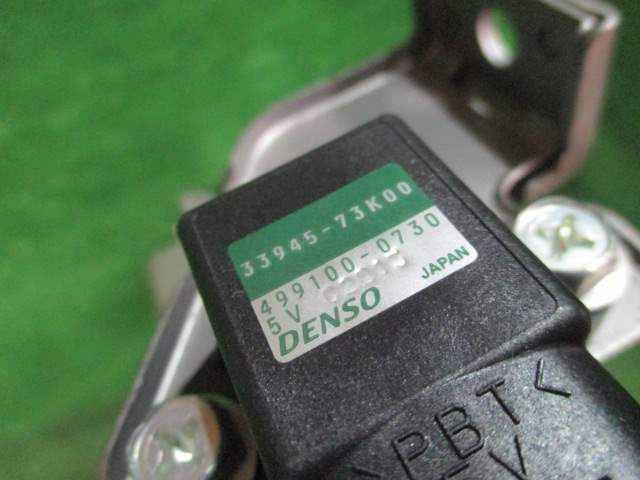 33945-73K00
499100-0730
5V
DENSO
JAPAN
>PBT<